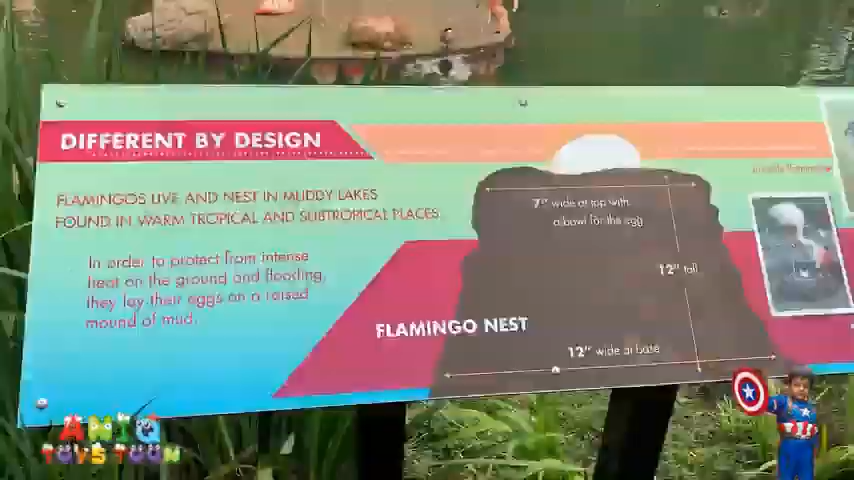 DIFFERENT BY DESIGN
FLAMINGOS LIVE AND NEST IN MUDDY LAKES
FOUND IN WARM TROPICAL AND SUBTROPICAL PLACES
In order to protect from intense
heat on the ground and flooding,
they lay their eggs on a raised
mound of mud.
7" wide at top with
a bowl for the egg
12" tall
FLAMINGO NEST
12" wide at base
ANIQ
TOYS TOON